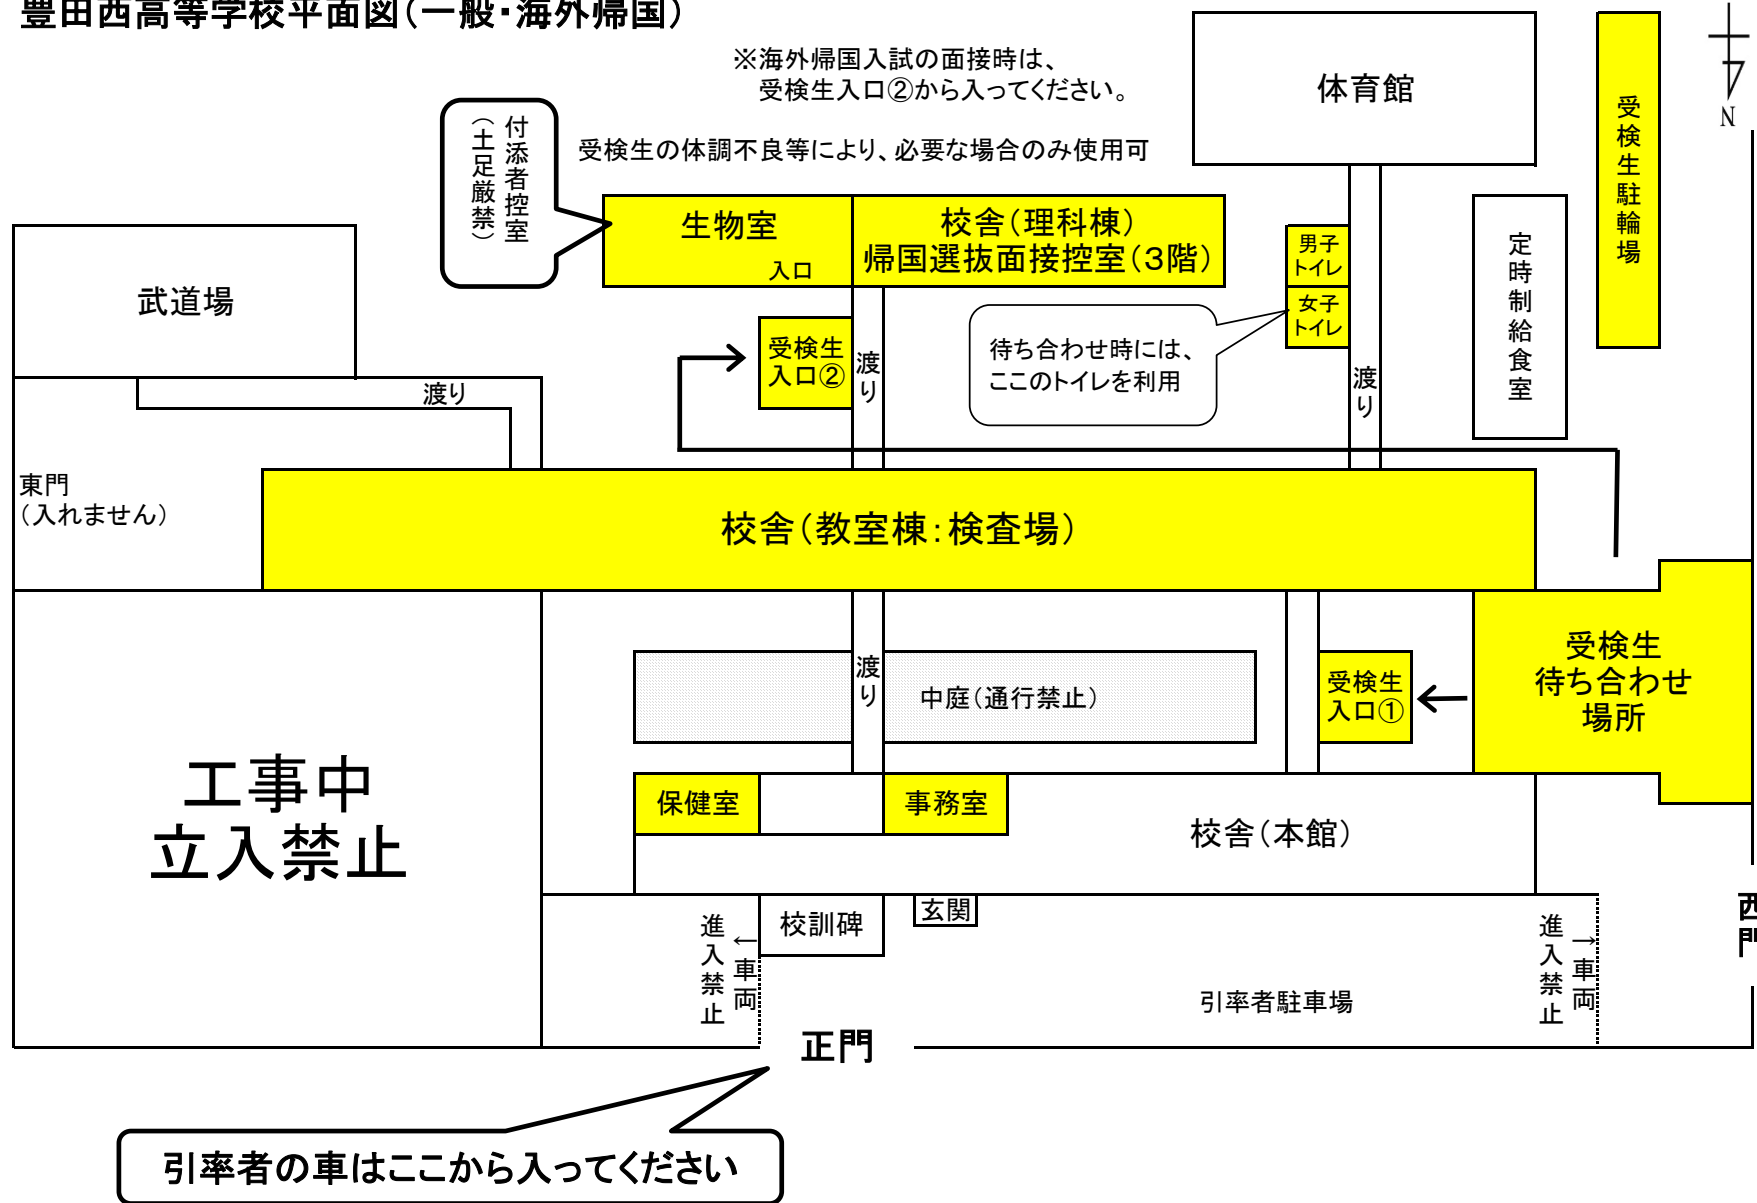 豊田西高等学校平面図（一般・海外帰国）
※海外帰国入試の面接時は、
受検生入口②から入ってください。
受検生の体調不良等により、必要な場合のみ使用可
付添者控室
（土足厳禁）
体育館
N
受検生駐輪場
生物室
入口
校舎（理科棟）
帰国選抜面接控室（３階）
男子
トイレ
女子
トイレ
定時制給食室
武道場
受検生
入口②
渡り
待ち合わせ時には、
ここのトイレを利用
渡り
渡り
東門
（入れません）
校舎（教室棟：検査場）
渡り
中庭（通行禁止）
受検生
入口①
受検生
待ち合わせ
場所
工事中
立入禁止
保健室
事務室
校舎（本館）
西門
←車両
進入禁止
校訓碑
玄関
引率者駐車場
→車両
進入禁止
正門
引率者の車はここから入ってください